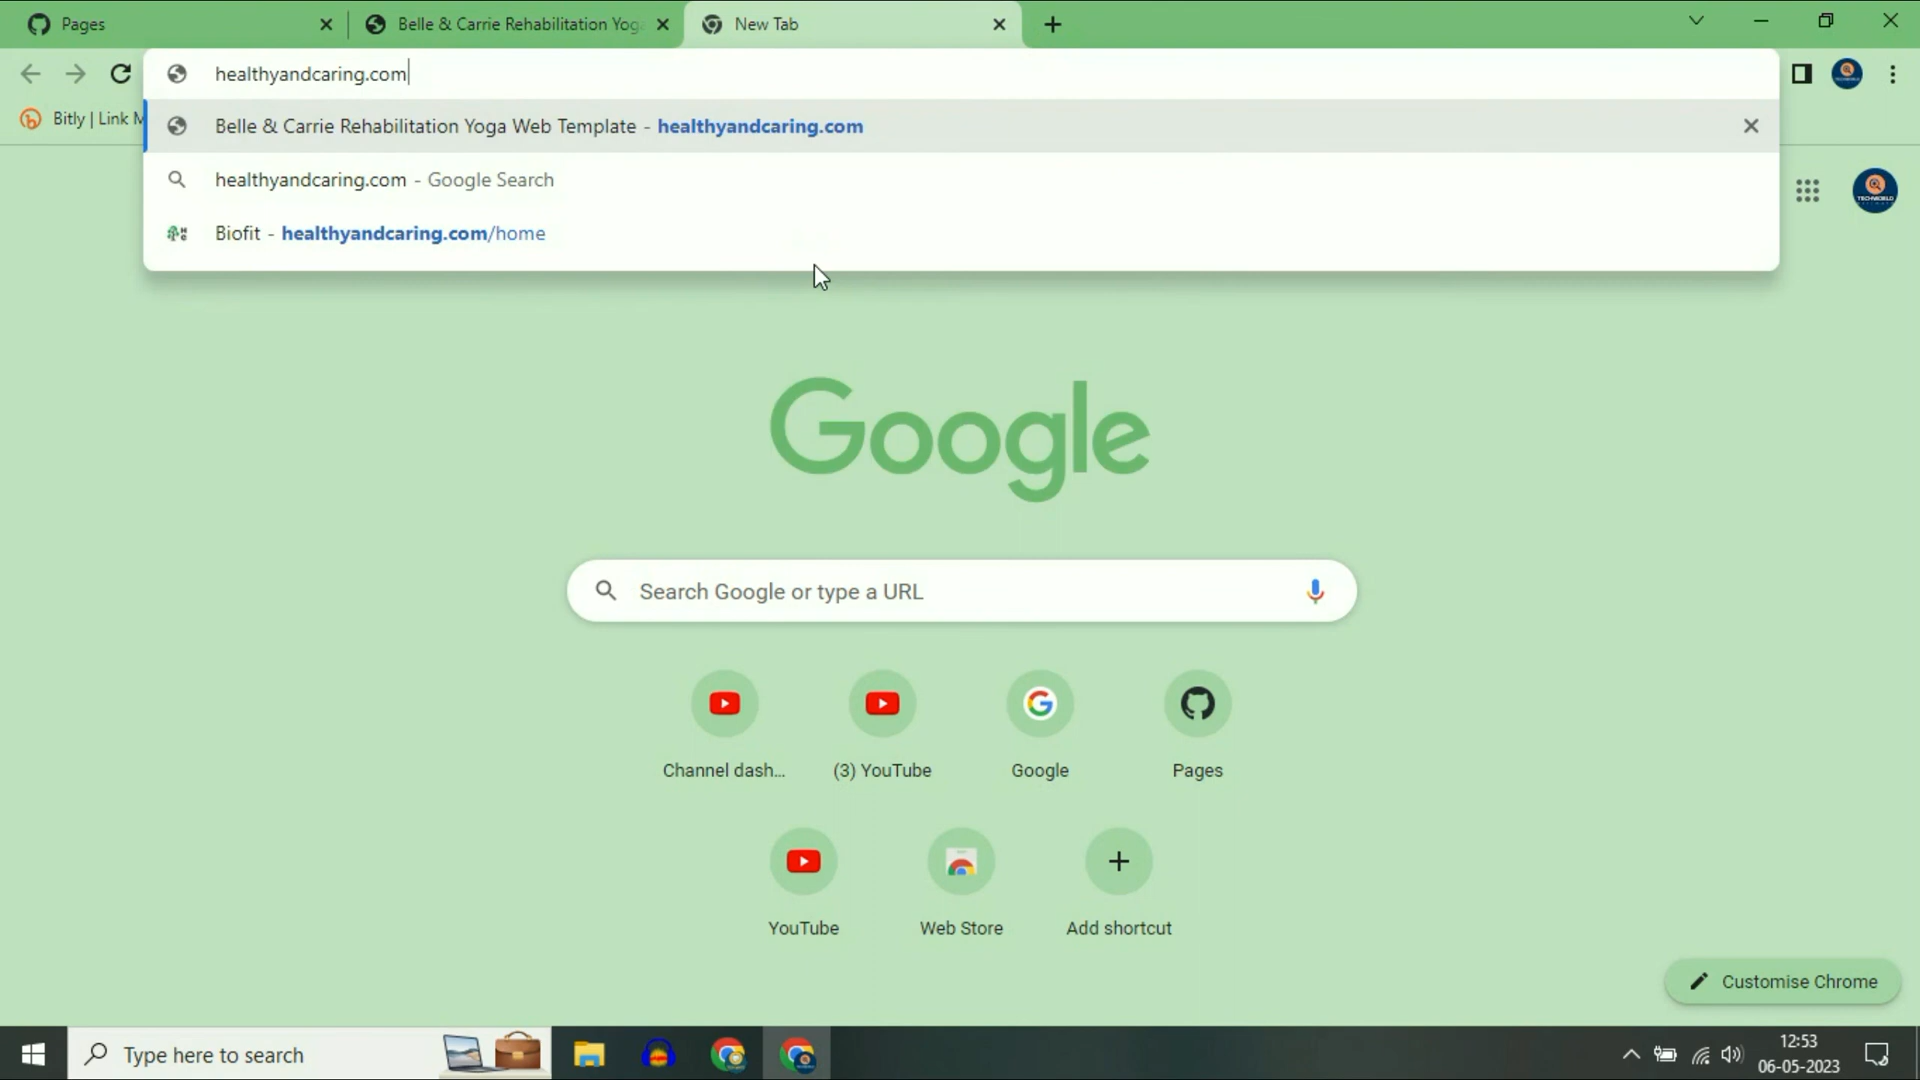 Pages
Belle & Carrie Rehabilitation Yog
New Tab
healthyandcaring.com
Bitly | Link M
Belle & Carrie Rehabilitation Yoga Web Template - healthyandcaring.com
healthyandcaring.com - Google Search
Biofit - healthyandcaring.com/home
Google
Search Google or type a URL
Channel dash...
(3) YouTube
Google
Pages
YouTube
Web Store
Add shortcut
Customise Chrome
Type here to search
12:53
06-05-2023